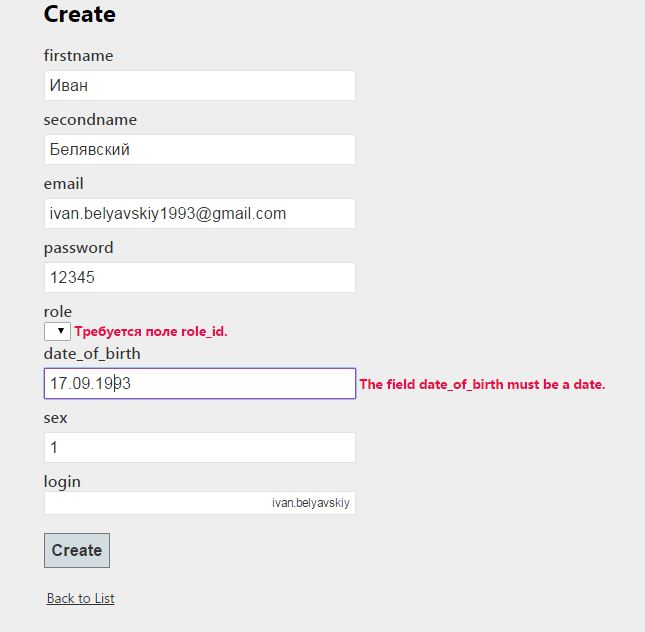 Create
firstname
Иван
secondname
Белявский
email
ivan.belyavskiy1993@gmail.com
password
12345
role
Требуется поле role_id.
date_of_birth
17.09.1993 The field date_of_birth must be a date.
sex
1
login
ivan.belyavskiy
Create
Back to List